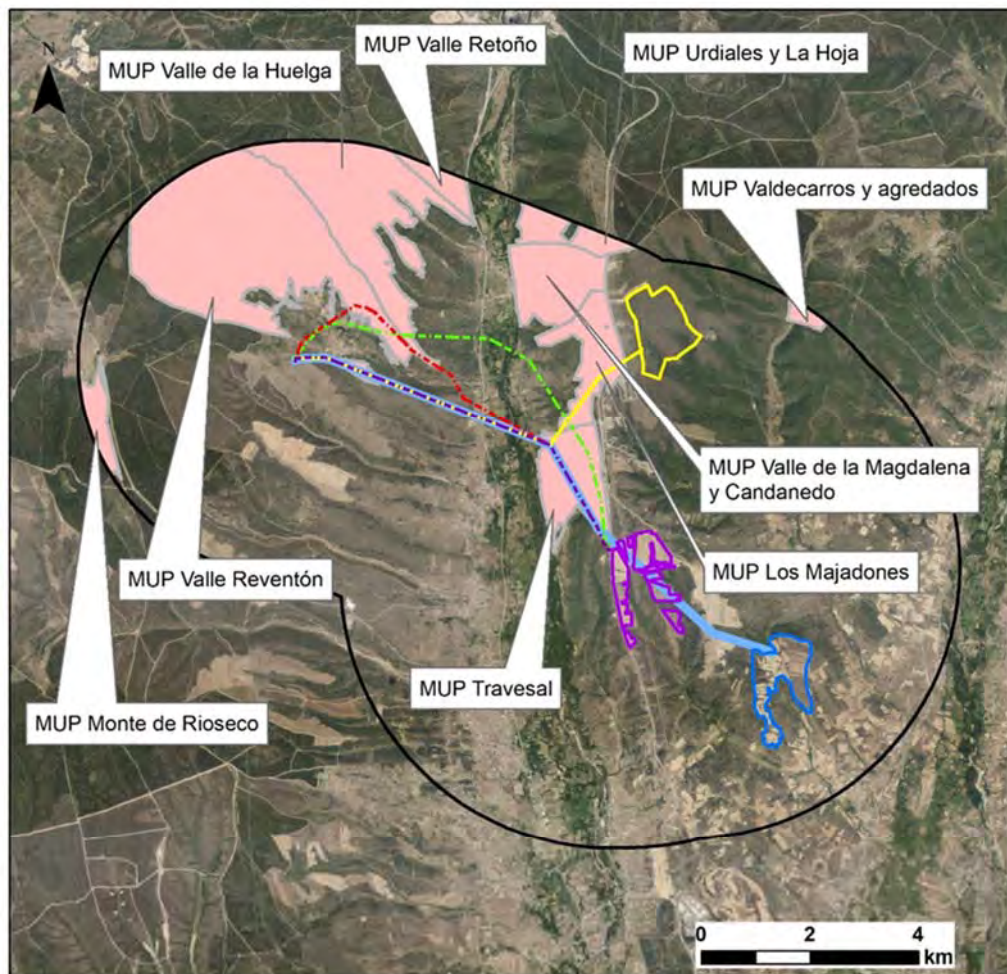 MUP Valle Retoño
MUP Urdiales y La Hoja
MUP Valle de la Huelga
N
MUP Valdecarros y agredados
MUP Valle de la Magdalena
y Candanedo
MUP Valle Reventón
MUP Los Majadones
MUP Travesal
MUP Monte de Rioseco
0 2 4
km